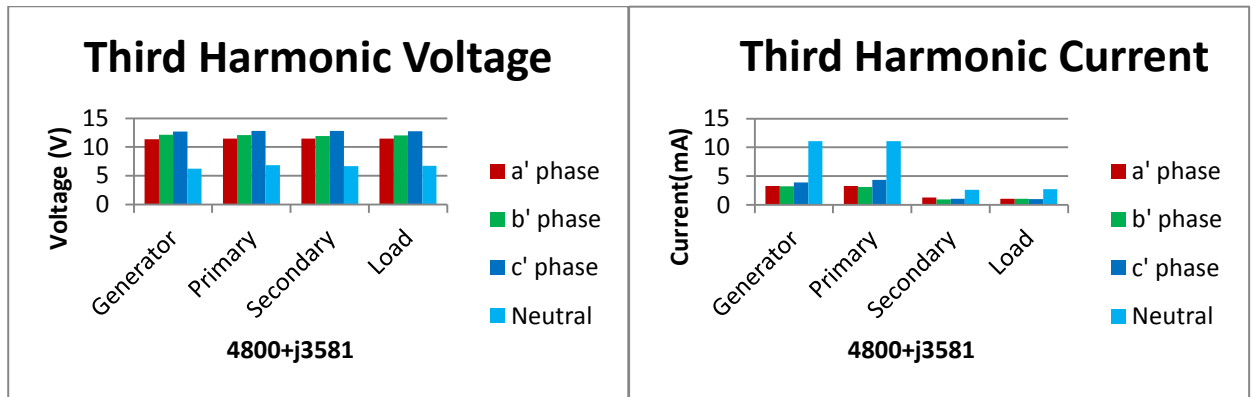 Third Harmonic Voltage
Voltage (V)
15
10
5
0
Generator
Primary
Secondary
Load
4800+j3581
a' phase
b' phase
c' phase
Neutral
Third Harmonic Current
Current(mA)
15
10
5
0
Generator
Primary
Secondary
Load
4800+j3581
a' phase
b' phase
c' phase
Neutral